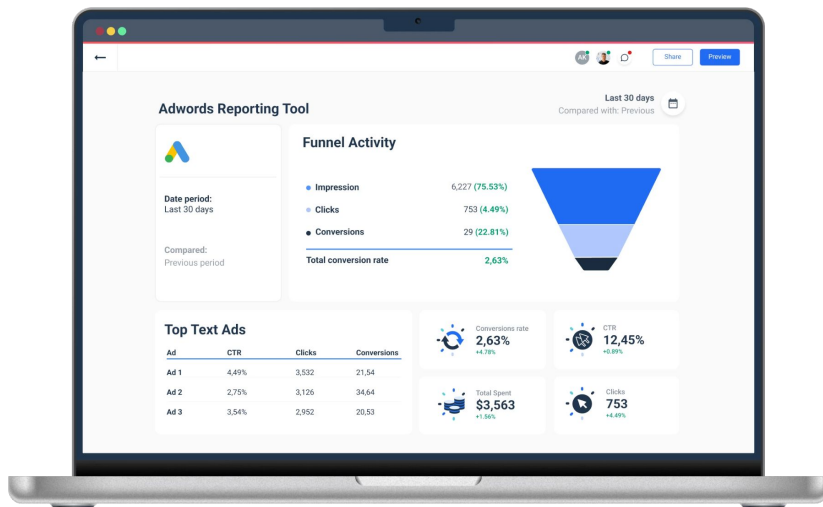 AK
Share
Preview
Adwords Reporting Tool
Last 30 days
Compared with: Previous
Date period:
Last 30 days
Compared:
Previous period
Funnel Activity
Impression 6,227 (75.53%)
Clicks 753 (4.49%)
Conversions 29 (22.81%)
Total conversion rate 2,63%
Top Text Ads
Ad CTR Clicks Conversions
Ad 1 4,49% 3,532 21,54
Ad 2 2,75% 3,126 34,64
Ad 3 3,54% 2,952 20,53
Conversions rate
2,63%
+4.78%
CTR
12,45%
+0,89%
Total Spent
$3,563
+1.56%
Clicks
753
+4.49%